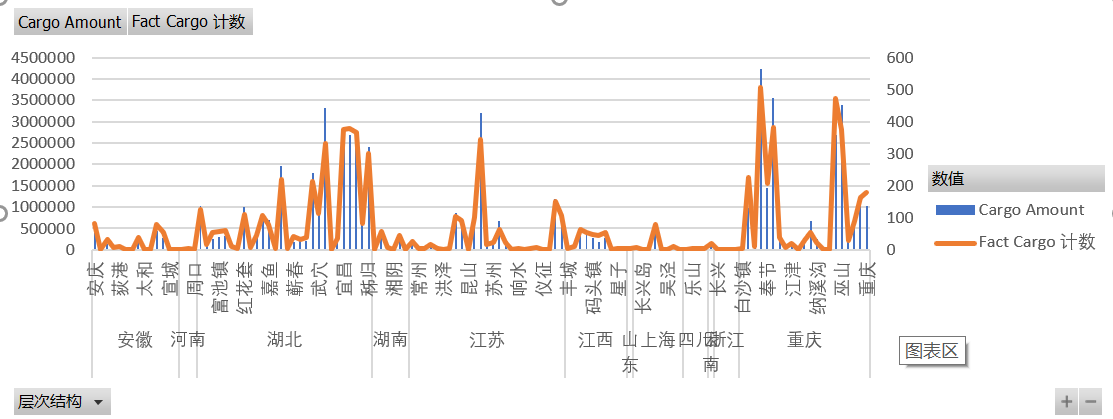 Cargo Amount Fact Cargo 计数
4500000
4000000
3500000
3000000
2500000
2000000
1500000
1000000
500000
0
600
500
400
300
200
100
0
数值
Cargo Amount
Fact Cargo 计数
安庆 荻港 太和 宣城 周口 富池镇 红花套 嘉鱼 蕲春 武穴 宜昌 秭归 湘阴 常州 洪泽 昆山 苏州 响水 仪征 丰城 码头镇 星子 长兴岛 吴泾 乐山 长兴 白沙镇 奉节 江津 纳溪沟 巫山 重庆
安徽 河南 湖北 湖南 江苏 江西 山东 上海 四川 云南 浙江 重庆
图表区
层次结构